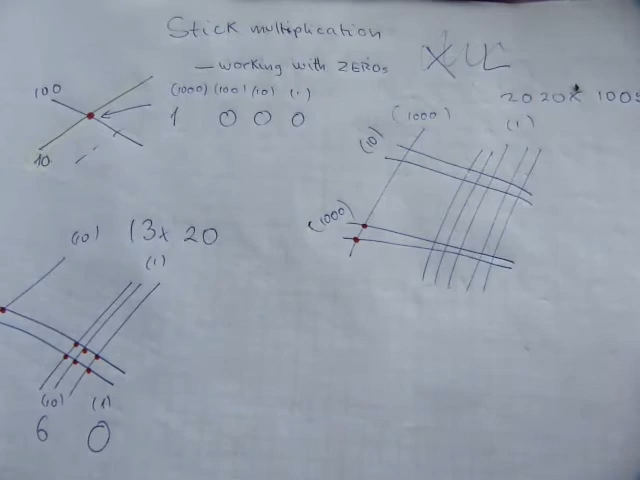 Stick multiplication
— working with ZEROs
100
(1000) (100) (10) (1)
1 0 0 0
10
2020 x 1005
(1000)
(1)
(10)
(1000)
13 x 20
(10)
(1)
(10) (1)
6 0